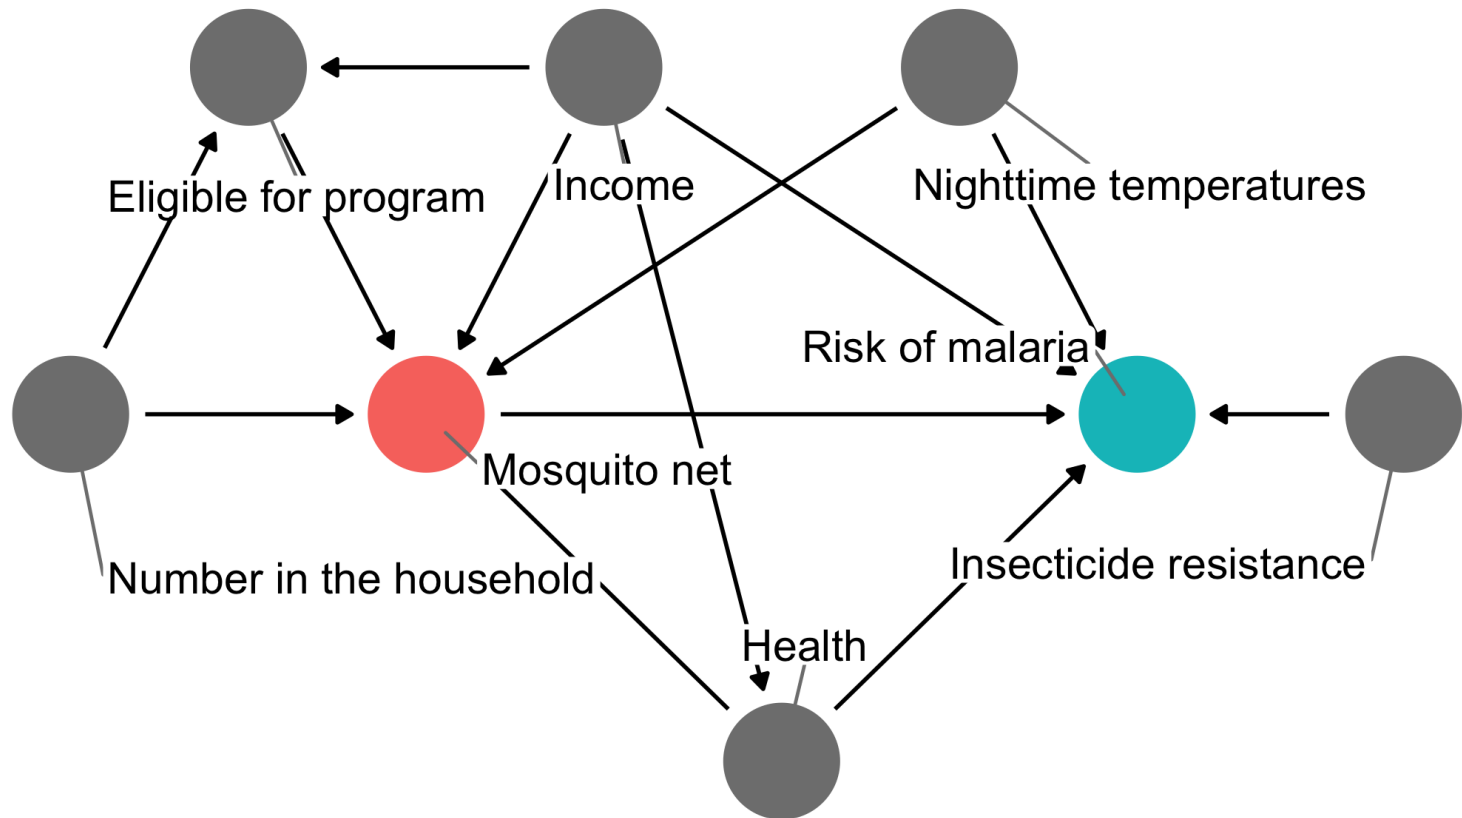 Eligible for program
Income
Nighttime temperatures
Risk of malaria
Mosquito net
Number in the household
Insecticide resistance
Health